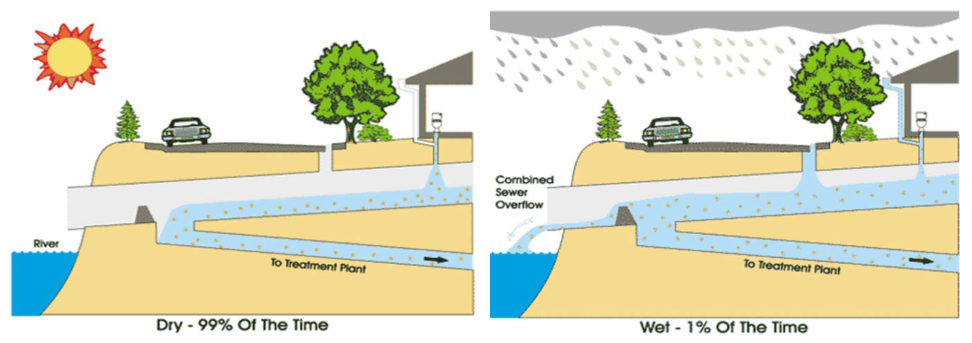 River
To Treatment Plant
Dry - 99% Of The Time
Combined
Sewer
Overflow
To Treatment Plant
Wet - 1% Of The Time